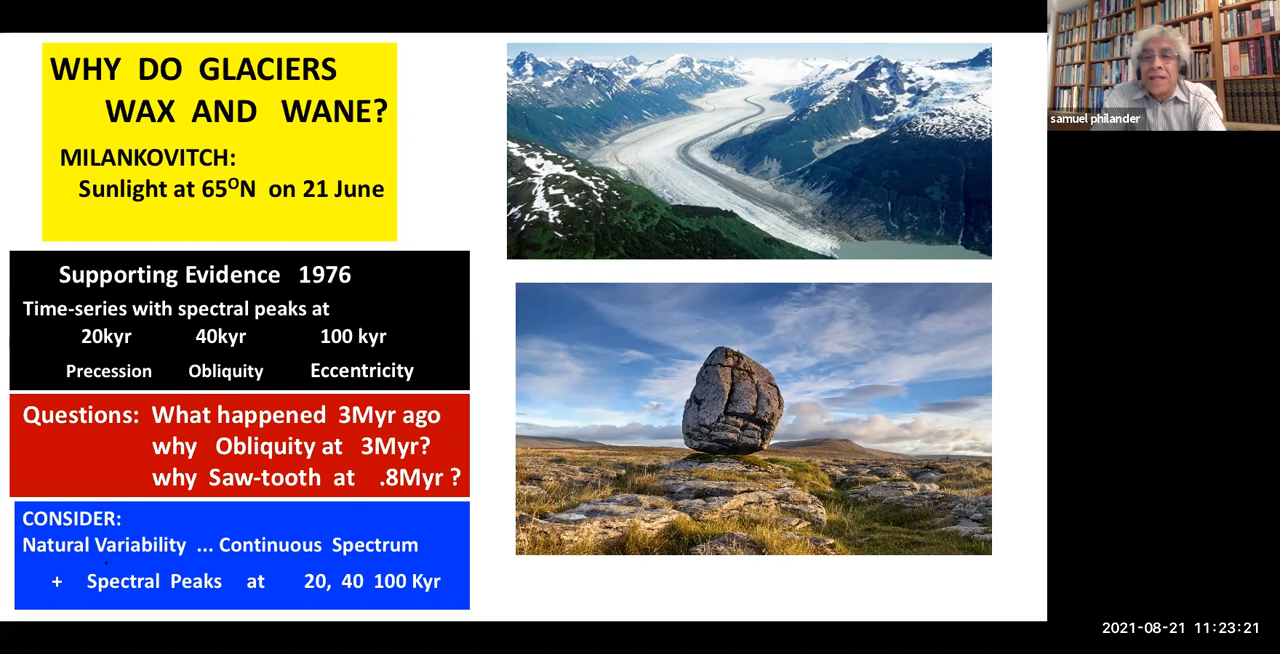 WHY DO GLACIERS
WAX AND WANE?
MILANKOVITCH:
Sunlight at 65ᴼN on 21 June
Supporting Evidence 1976
Time-series with spectral peaks at
20kyr 40kyr 100 kyr
Precession Obliquity Eccentricity
Questions: What happened 3Myr ago
why Obliquity at 3Myr?
why Saw-tooth at .8Myr ?
CONSIDER:
Natural Variability ... Continuous Spectrum
+ Spectral Peaks at 20, 40 100 Kyr
samuel philander
2021-08-21 11:23:21